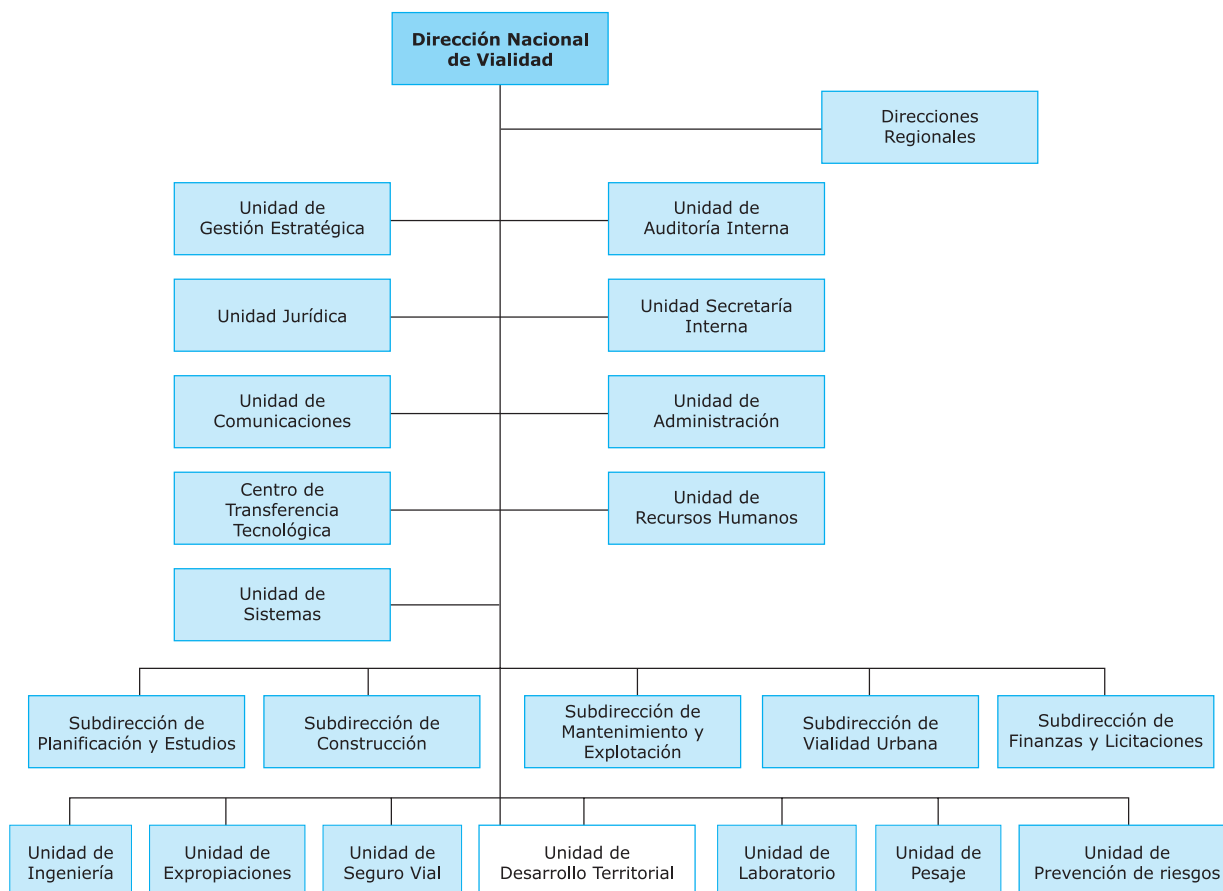 Dirección Nacional
de Vialidad
Direcciones
Regionales
Unidad de
Gestión Estratégica
Unidad de
Auditoría Interna
Unidad Jurídica
Unidad Secretaría
Interna
Unidad de
Comunicaciones
Unidad de
Administración
Centro de
Transferencia
Tecnológica
Unidad de
Recursos Humanos
Unidad de
Sistemas
Subdirección de
Planificación y Estudios
Subdirección de
Construcción
Subdirección de
Mantenimiento y
Explotación
Subdirección de
Vialidad Urbana
Subdirección de
Finanzas y Licitaciones
Unidad de
Ingeniería
Unidad de
Expropiaciones
Unidad de
Seguro Vial
Unidad de
Desarrollo Territorial
Unidad de
Laboratorio
Unidad de
Pesaje
Unidad de
Prevención de riesgos